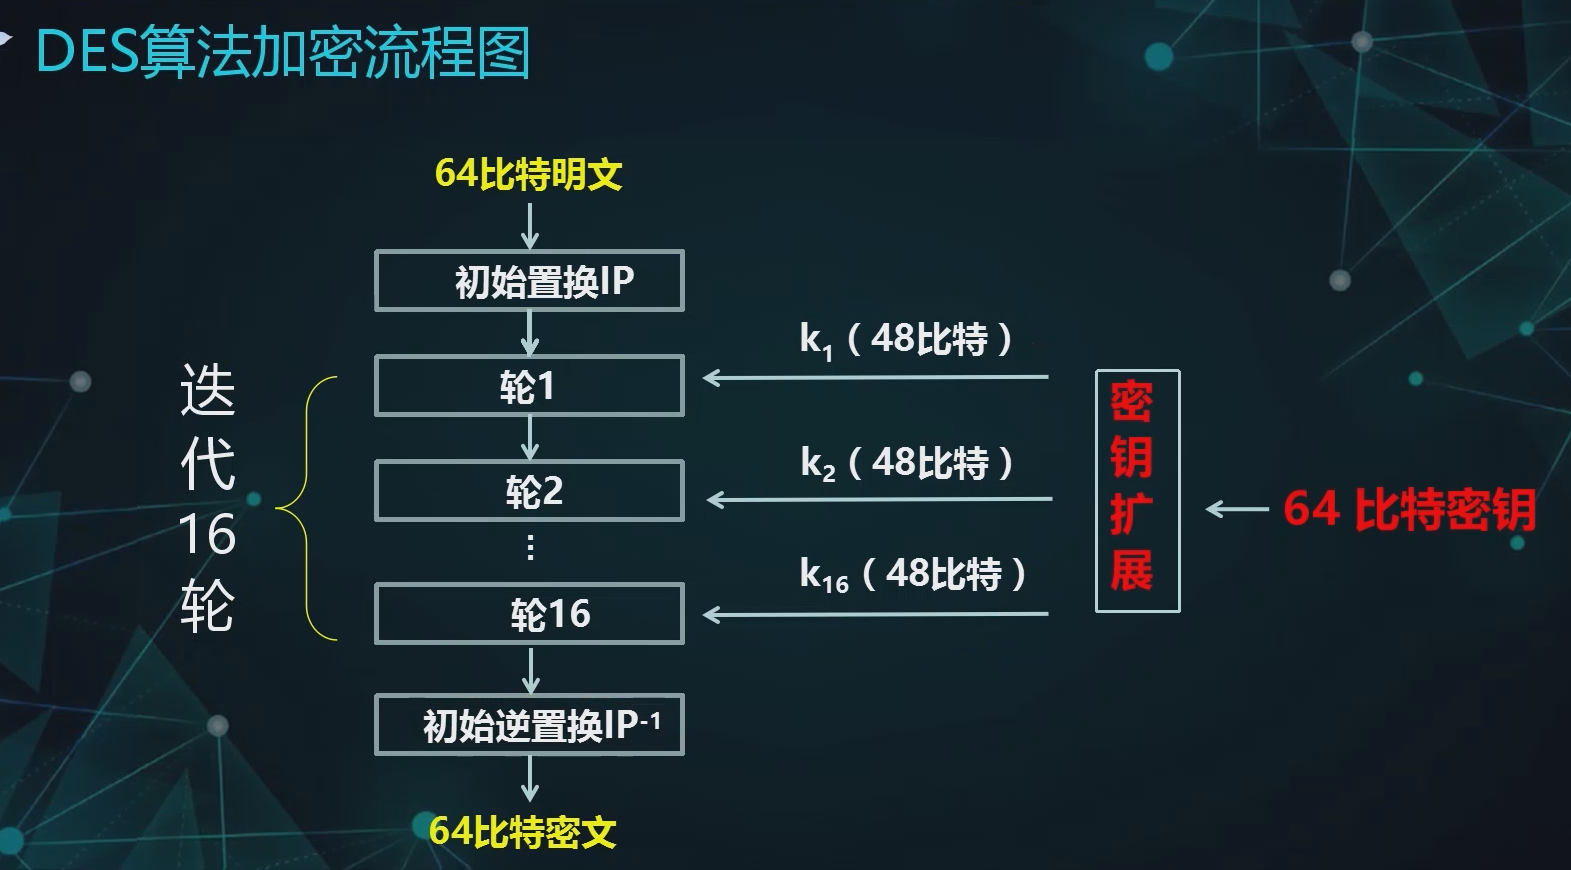 DES算法加密流程图
64比特明文
初始置换IP
k1（48比特）
轮1
k2（48比特）
轮2
⋮
k16（48比特）
轮16
初始逆置换IP-1
64比特密文
迭
代
16
轮
密
钥
扩
展
64 比特密钥